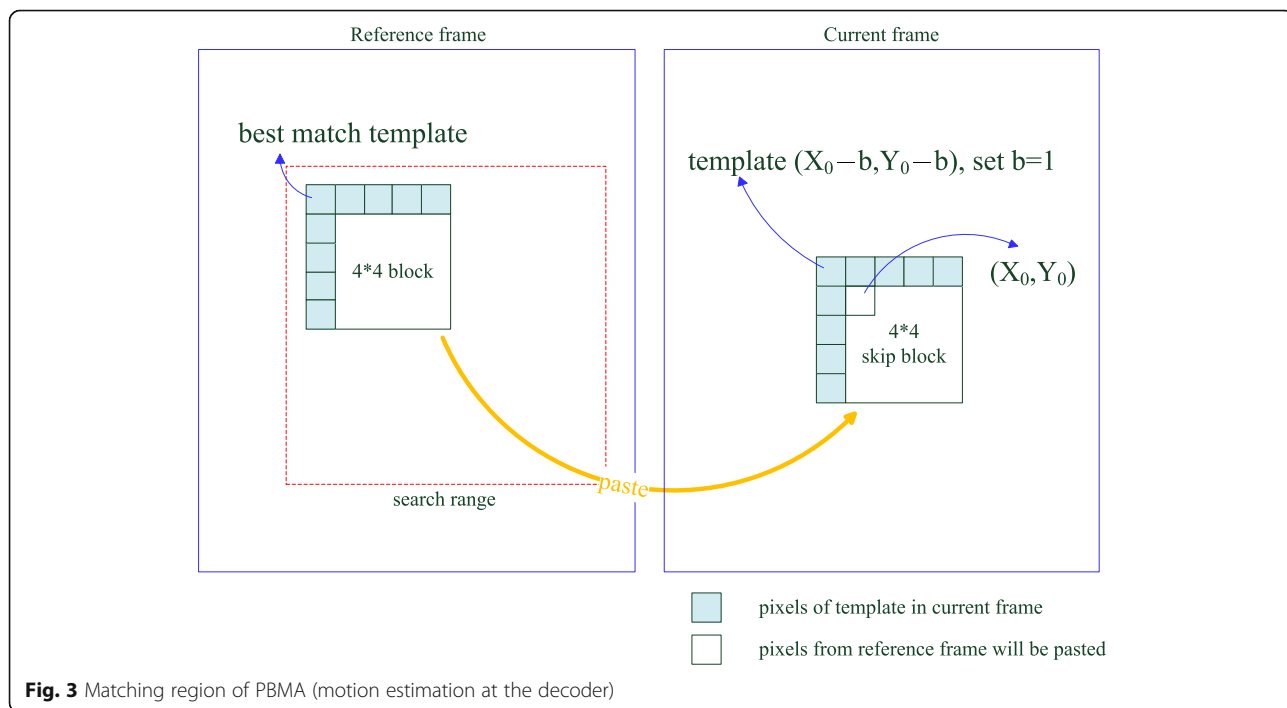 Reference frame
Current frame
best match template
template (X₀−b,Y₀−b), set b=1
4*4 block
(X₀,Y₀)
4*4
skip block
paste
search range
pixels of template in current frame
pixels from reference frame will be pasted
Fig. 3 Matching region of PBMA (motion estimation at the decoder)